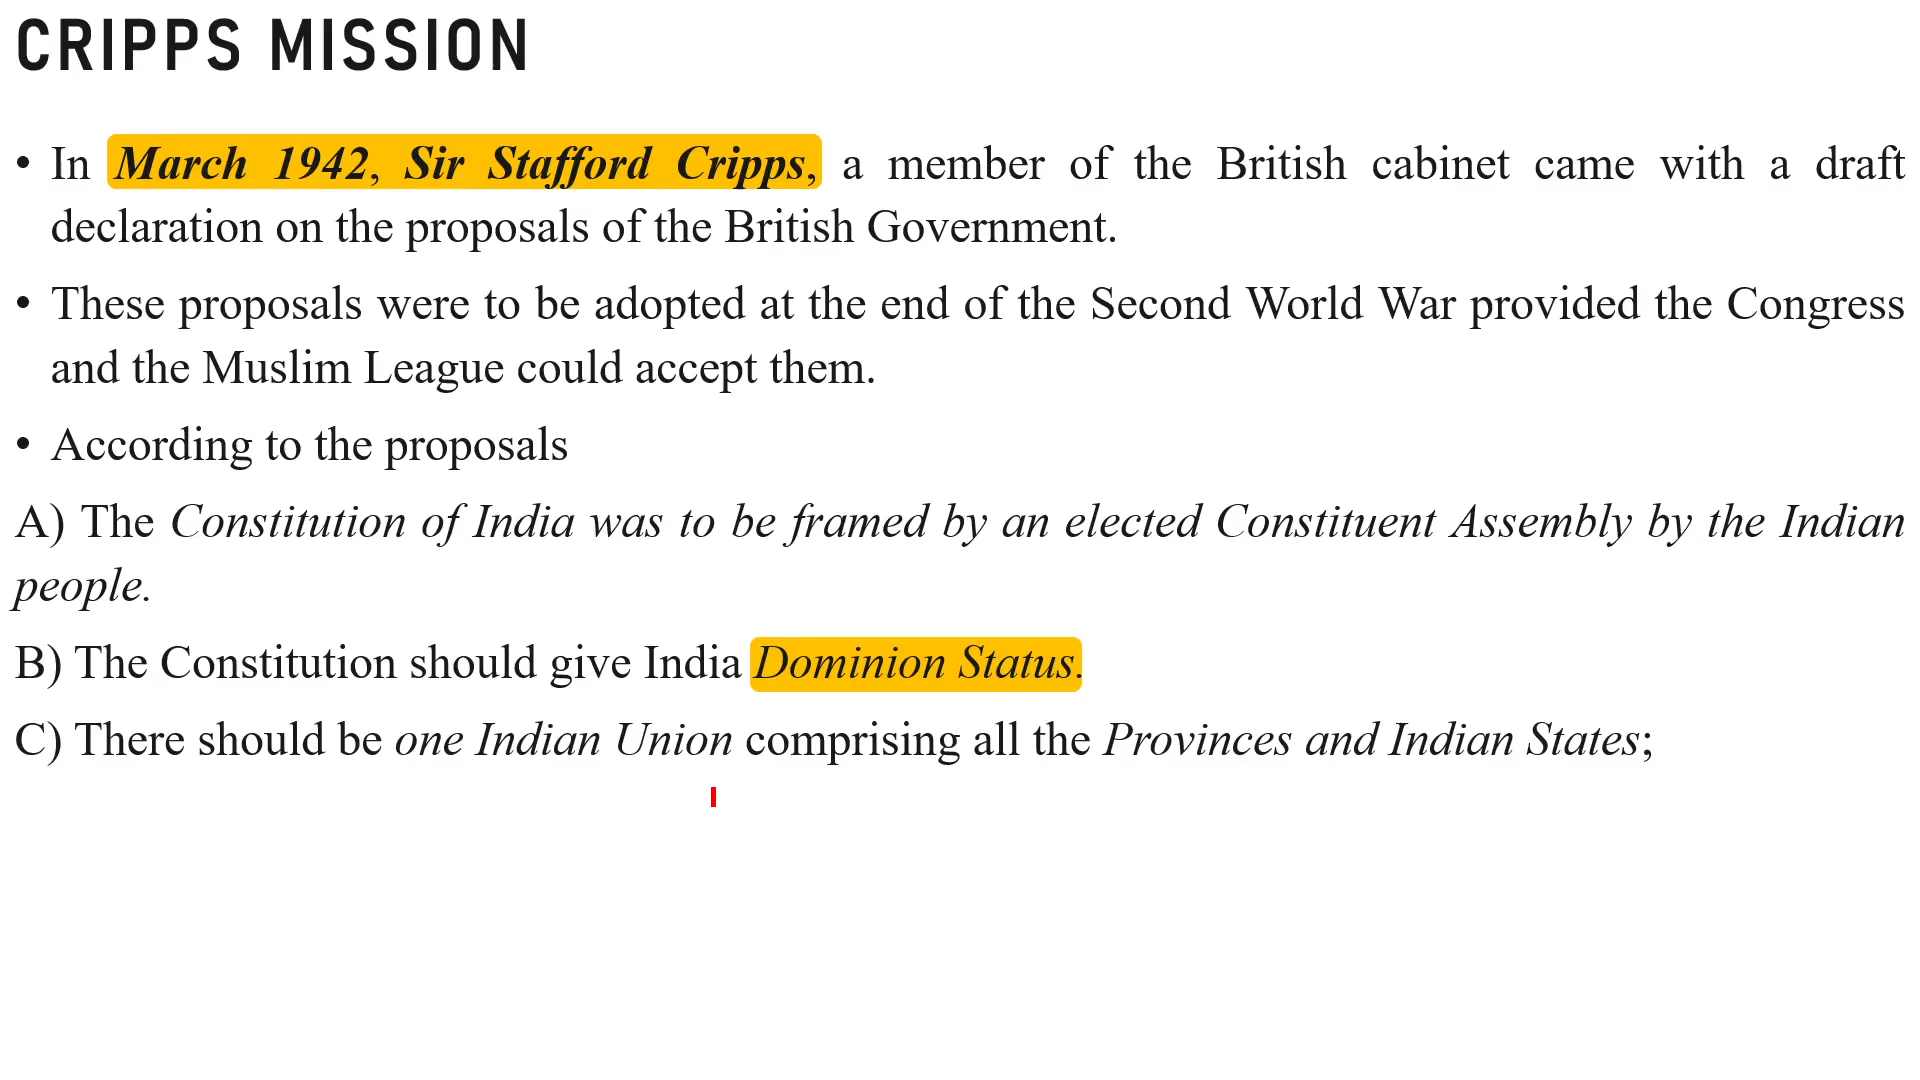 CRIPPS MISSION
• In March 1942, Sir Stafford Cripps, a member of the British cabinet came with a draft
declaration on the proposals of the British Government.
• These proposals were to be adopted at the end of the Second World War provided the Congress
and the Muslim League could accept them.
• According to the proposals
A) The Constitution of India was to be framed by an elected Constituent Assembly by the Indian
people.
B) The Constitution should give India Dominion Status.
C) There should be one Indian Union comprising all the Provinces and Indian States;